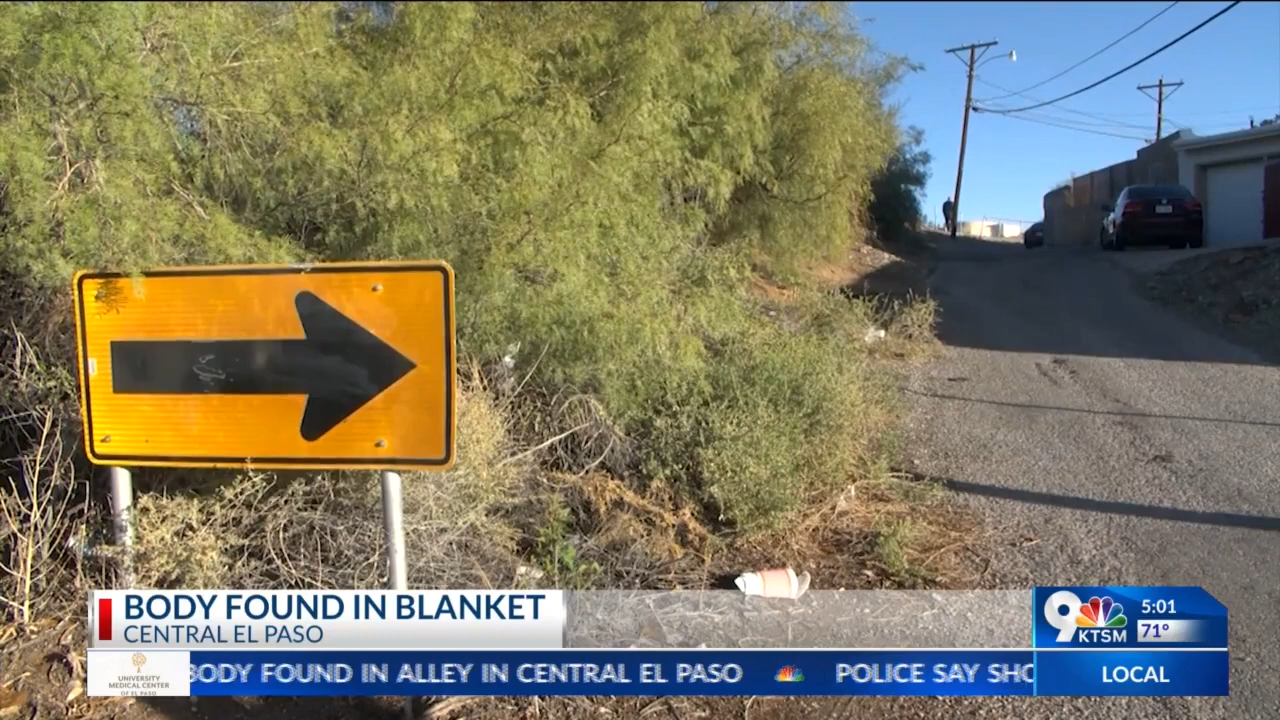 BODY FOUND IN BLANKET
CENTRAL EL PASO
9
KTSM
5:01
71°
UNIVERSITY
MEDICAL CENTER
OF EL PASO
BODY FOUND IN ALLEY IN CENTRAL EL PASO POLICE SAY SHO
LOCAL